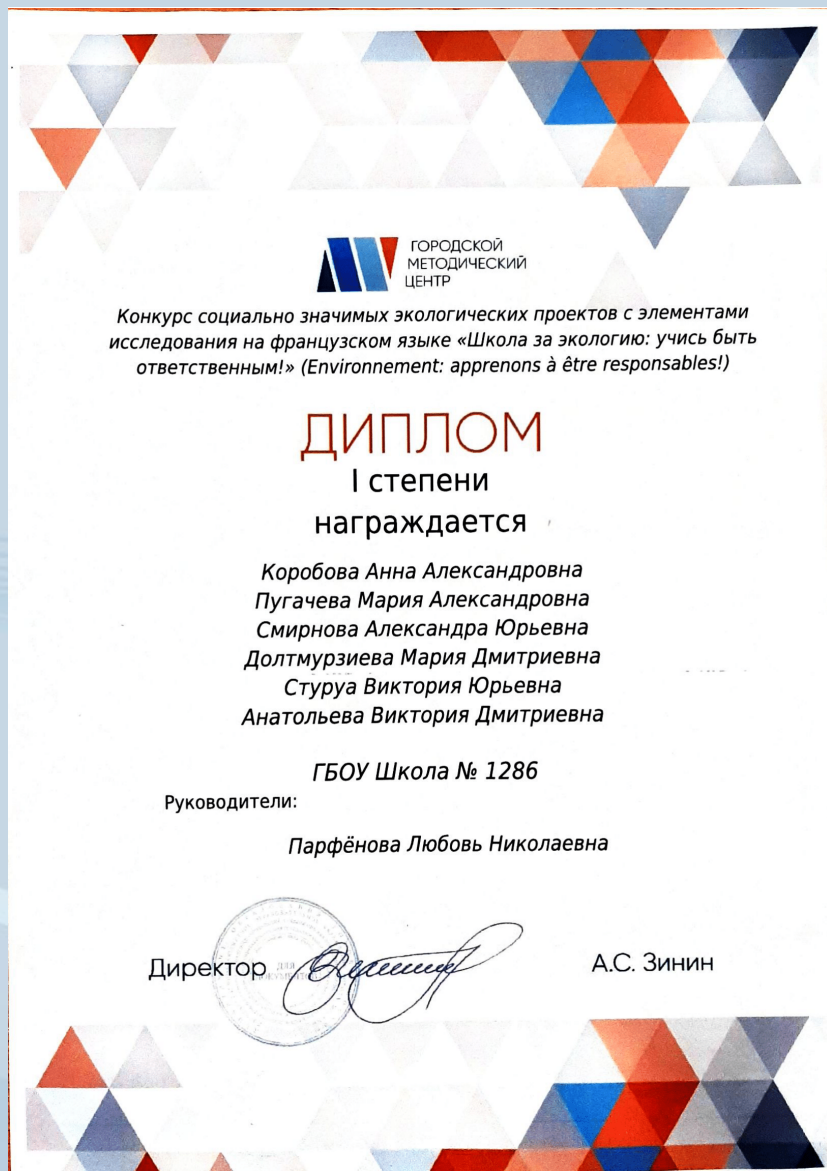 ГОРОДСКОЙ
МЕТОДИЧЕСКИЙ
ЦЕНТР
Конкурс социально значимых экологических проектов с элементами
исследования на французском языке «Школа за экологию: учись быть
ответственным!» (Environnement: apprenons à être responsables!)
ДИПЛОМ
I степени
награждается
Коробова Анна Александровна
Пугачева Мария Александровна
Смирнова Александра Юрьевна
Долтмурзиева Мария Дмитриевна
Стуруа Виктория Юрьевна
Анатольева Виктория Дмитриевна
ГБОУ Школа № 1286
Руководители:
Парфёнова Любовь Николаевна
Директор
А.С. Зинин